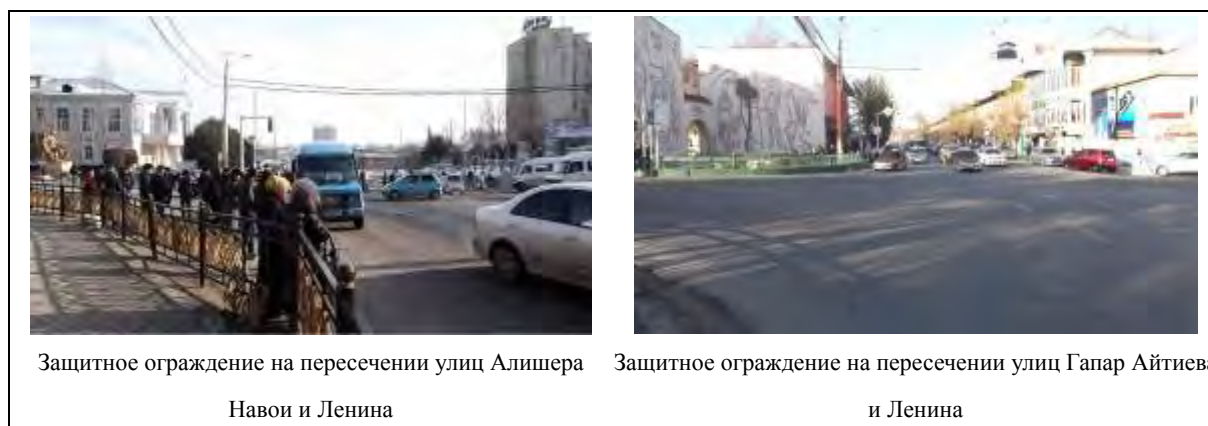 Защитное ограждение на пересечении улиц Алишера
Навои и Ленина
Защитное ограждение на пересечении улиц Гапар Айтиева
и Ленина